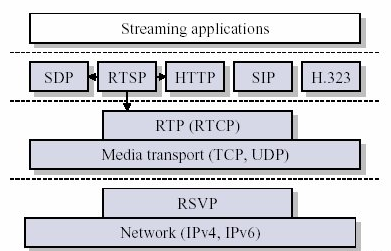 Streaming applications
SDP RTSP HTTP SIP H.323
RTP (RTCP)
Media transport (TCP, UDP)
RSVP
Network (IPv4, IPv6)